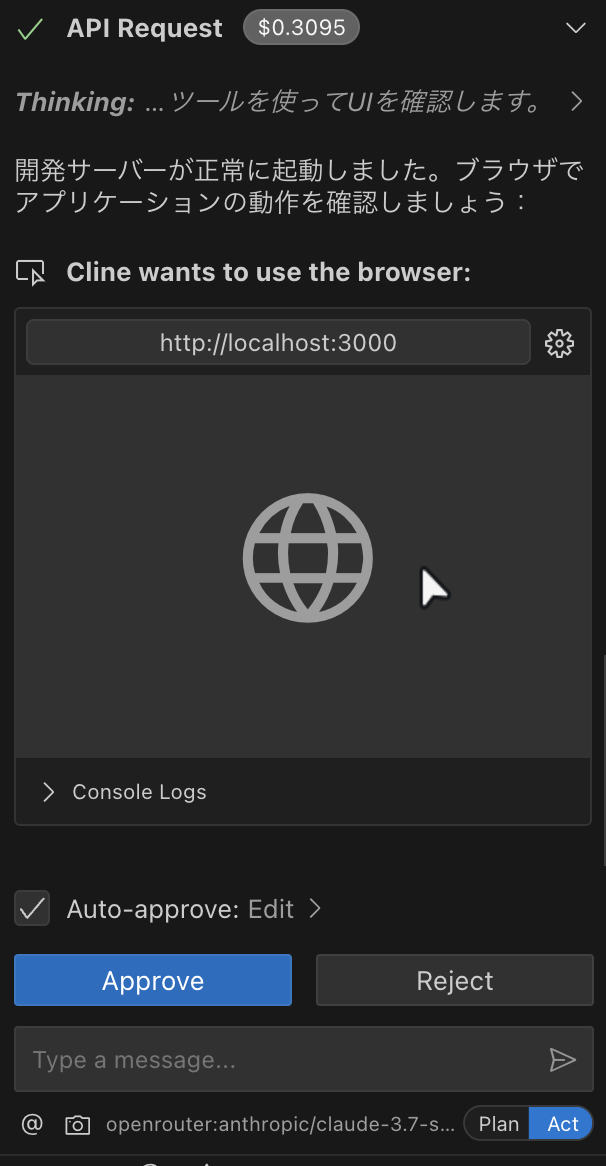 API Request $0.3095
Thinking: ...ツールを使ってUIを確認します。
開発サーバーが正常に起動しました。ブラウザで
アプリケーションの動作を確認しましょう：
Cline wants to use the browser:
http://localhost:3000
Console Logs
Auto-approve: Edit
Approve Reject
Type a message...
@ openrouter:anthropic/claude-3.7-s... Plan Act